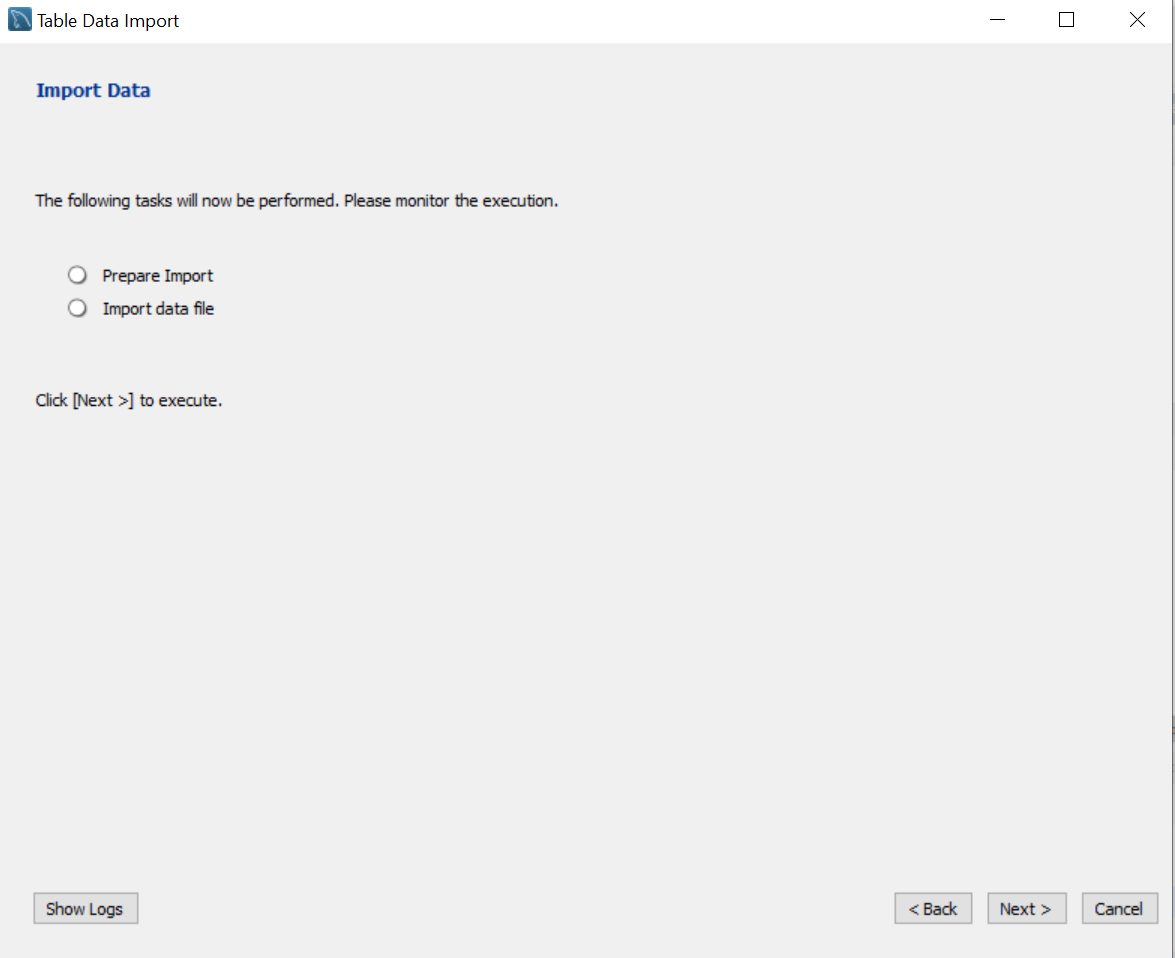 Table Data Import
Import Data
The following tasks will now be performed. Please monitor the execution.
Prepare Import
Import data file
Click [Next >] to execute.
Show Logs
< Back
Next >
Cancel